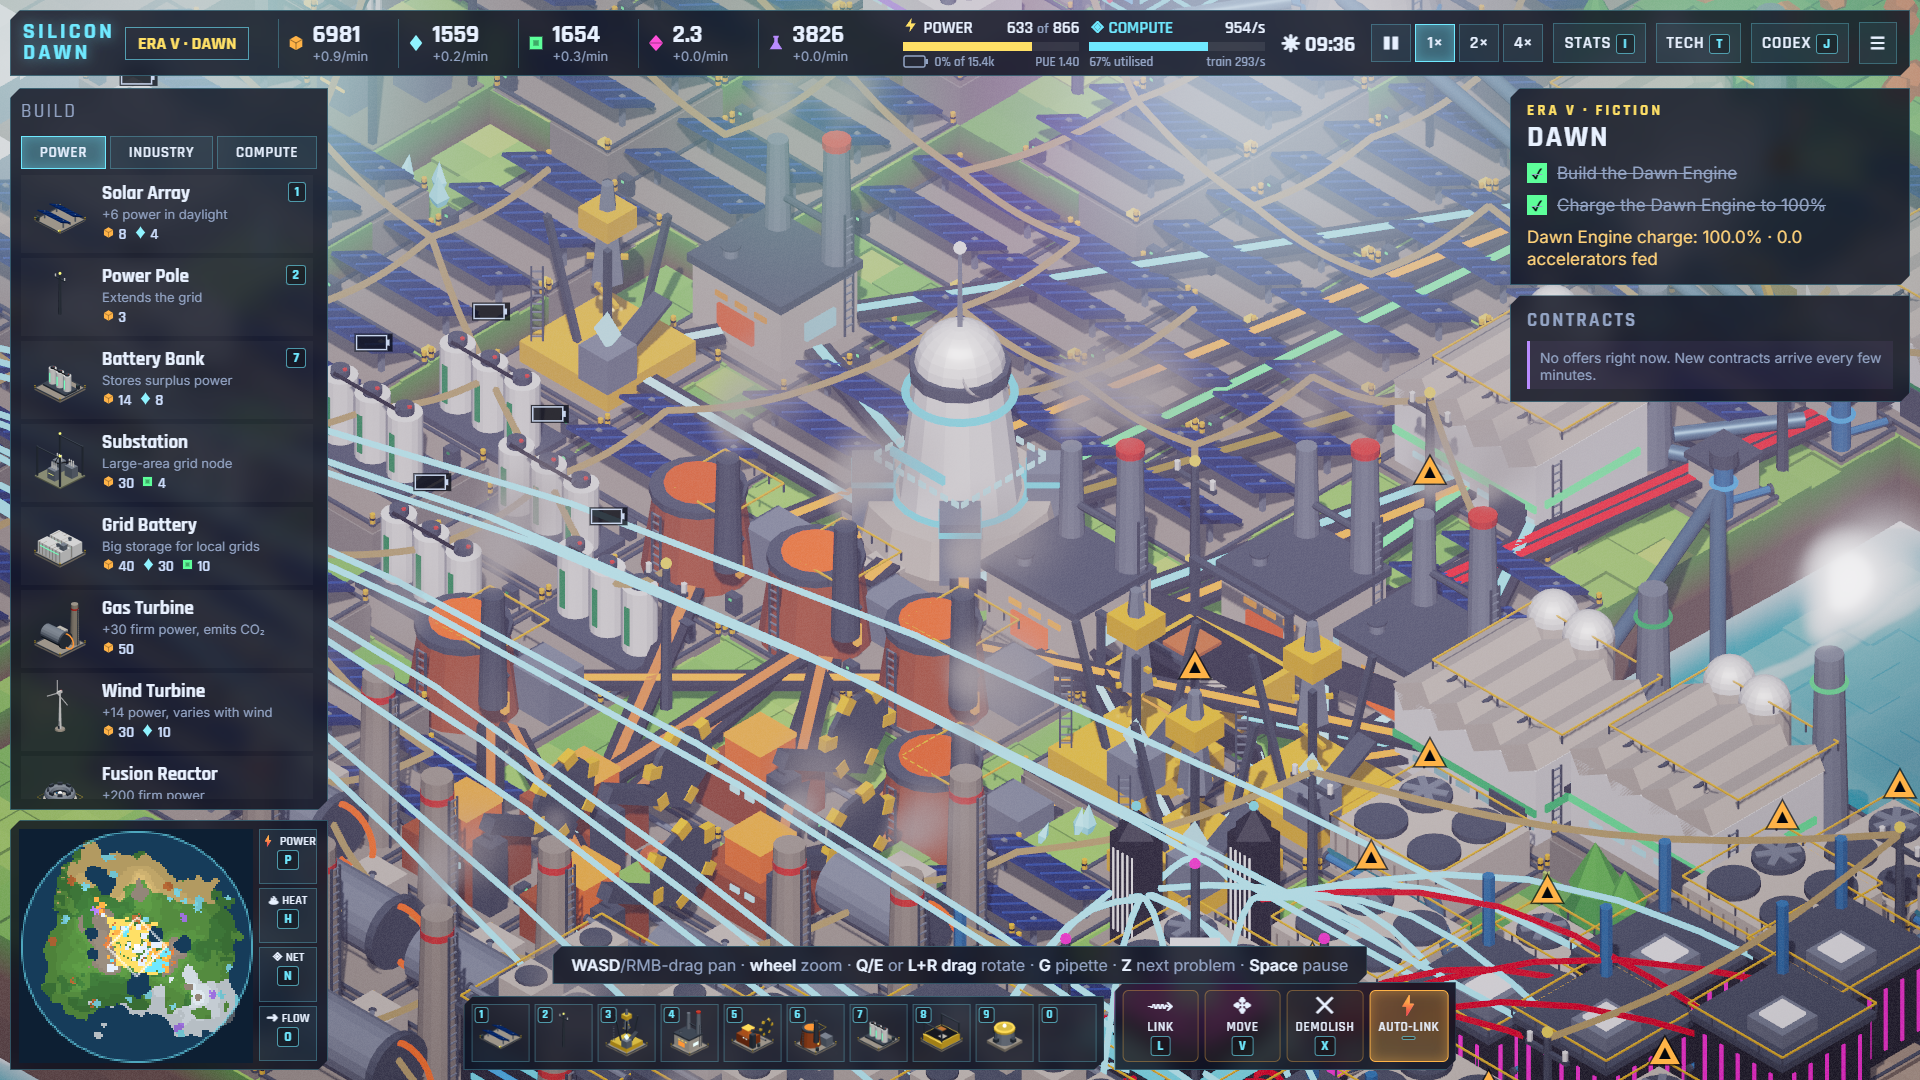 SILICON
DAWN
ERA V · DAWN
6981
+0.9/min
1559
+0.2/min
1654
+0.3/min
2.3
+0.0/min
3826
+0.0/min
POWER 633 of 866
0% of 15.4k PUE 1.40
COMPUTE 954/s
67% utilised train 293/s
09:36
1×
2×
4×
STATS I
TECH T
CODEX J
BUILD
POWER INDUSTRY COMPUTE
Solar Array 1
+6 power in daylight
8 4
Power Pole 2
Extends the grid
3
Battery Bank 7
Stores surplus power
14 8
Substation
Large-area grid node
30 4
Grid Battery
Big storage for local grids
40 30 10
Gas Turbine
+30 firm power, emits CO₂
50
Wind Turbine
+14 power, varies with wind
30 10
Fusion Reactor
+200 firm power
ERA V · FICTION
DAWN
Build the Dawn Engine
Charge the Dawn Engine to 100%
Dawn Engine charge: 100.0% · 0.0
accelerators fed
CONTRACTS
No offers right now. New contracts arrive every few
minutes.
POWER
P
HEAT
H
NET
N
FLOW
O
WASD/RMB-drag pan · wheel zoom · Q/E or L+R drag rotate · G pipette · Z next problem · Space pause
1 2 3 4 5 6 7 8 9 0
LINK
L
MOVE
V
DEMOLISH
X
AUTO-LINK